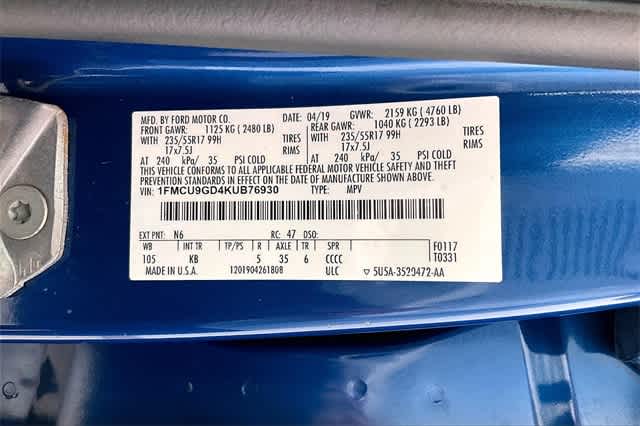 MFD. BY FORD MOTOR CO. DATE: 04/19 GVWR: 2159 KG (4760 LB)
FRONT GAWR: 1125 KG (2480 LB) REAR GAWR: 1040 KG (2293 LB)
WITH 235/55R17 99H TIRES WITH 235/55R17 99H TIRES
17x7.5J RIMS 17x7.5J RIMS
AT 240 kPa/ 35 PSI COLD AT 240 kPa/ 35 PSI COLD
THIS VEHICLE CONFORMS TO ALL APPLICABLE FEDERAL MOTOR VEHICLE SAFETY AND THEFT PREVENTION
STANDARDS IN EFFECT ON THE DATE OF MANUFACTURE SHOWN ABOVE.
VIN: 1FMCU9GD4KUB76930 TYPE: MPV
EXT PNT: N6 RC: 47 DSO:
WB INT TR TP/PS R AXLE TR SPR F0117
105 KB 5 35 6 CCCC T0331
MADE IN U.S.A. 1201904261808 ULC ▽ 5U5A-3520472-AA